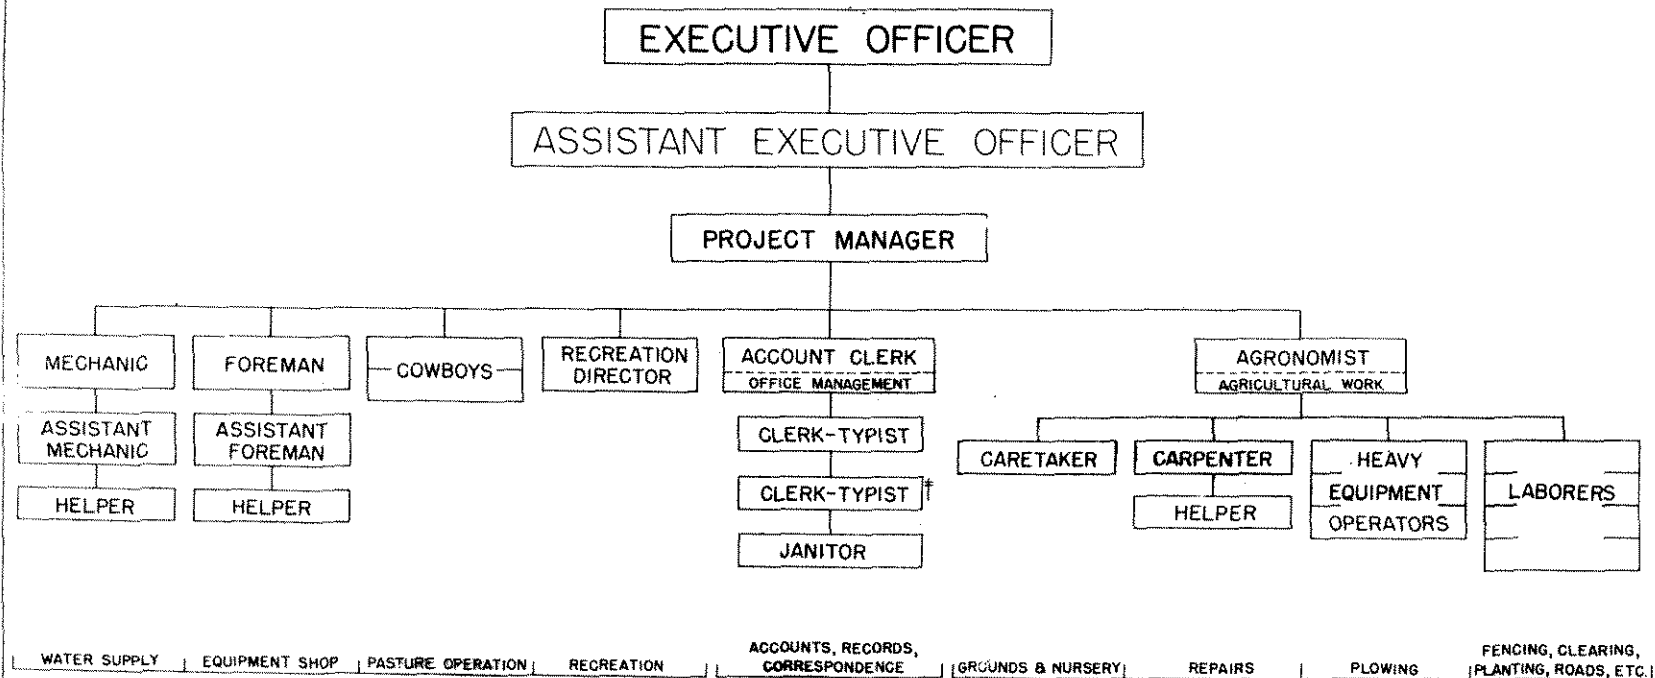 EXECUTIVE OFFICER
ASSISTANT EXECUTIVE OFFICER
PROJECT MANAGER
MECHANIC
ASSISTANT
MECHANIC
HELPER
FOREMAN
ASSISTANT
FOREMAN
HELPER
COWBOYS
RECREATION
DIRECTOR
ACCOUNT CLERK
OFFICE MANAGEMENT
CLERK-TYPIST
CLERK-TYPIST ‡
JANITOR
AGRONOMIST
AGRICULTURAL WORK
CARETAKER
CARPENTER
HELPER
HEAVY
EQUIPMENT
OPERATORS
LABORERS
WATER SUPPLY
EQUIPMENT SHOP
PASTURE OPERATION
RECREATION
ACCOUNTS, RECORDS,
CORRESPONDENCE
GROUNDS & NURSERY
REPAIRS
PLOWING
FENCING, CLEARING,
PLANTING, ROADS, ETC.